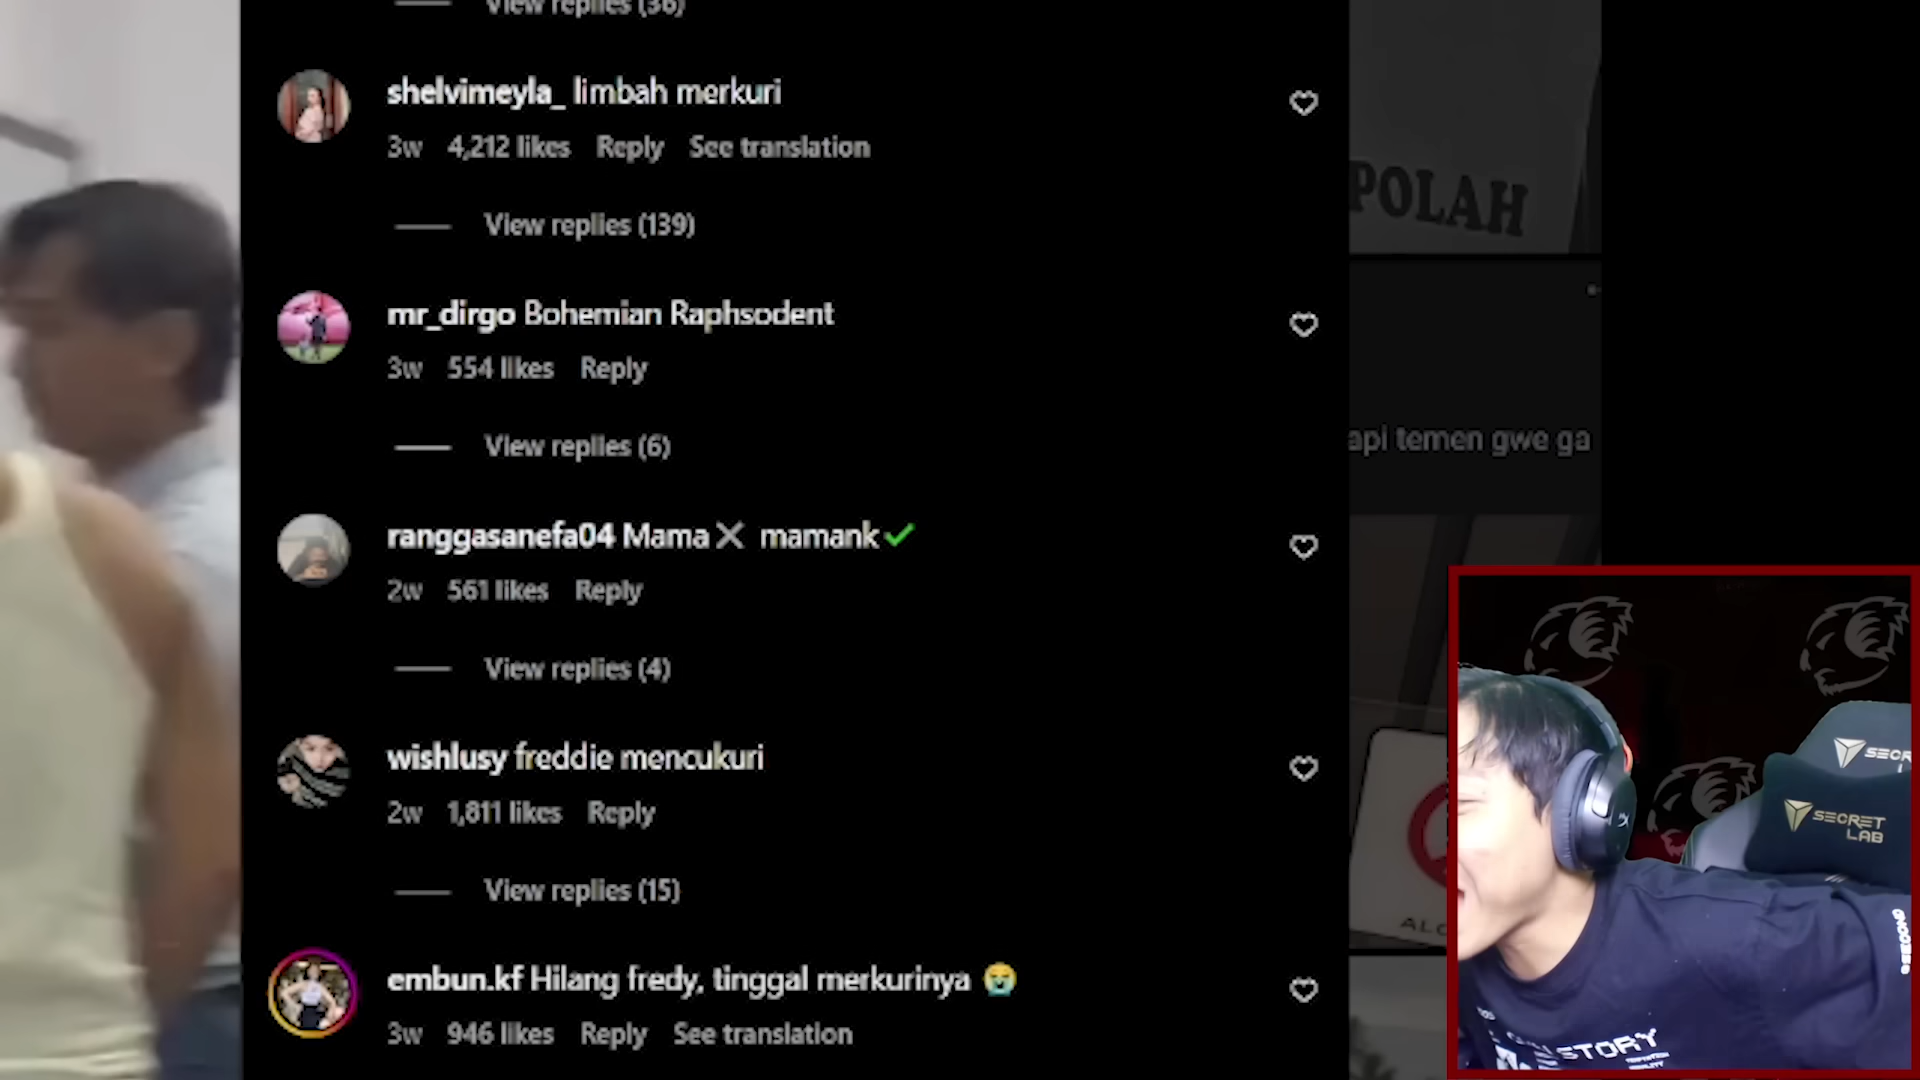 View replies (36)
shelvimeyla_ limbah merkuri
3w 4,212 likes Reply See translation
View replies (139)
mr_dirgo Bohemian Raphsodent
3w 554 likes Reply
View replies (6)
ranggasanefa04 Mama❌ mamank✔
2w 561 likes Reply
View replies (4)
wishlusy freddie mencukuri
2w 1,811 likes Reply
View replies (15)
embun.kf Hilang fredy, tinggal merkurinya 😭
3w 946 likes Reply See translation
POLAH
api temen gwe ga
ALC
SECR
SECRET
LAB
STORY